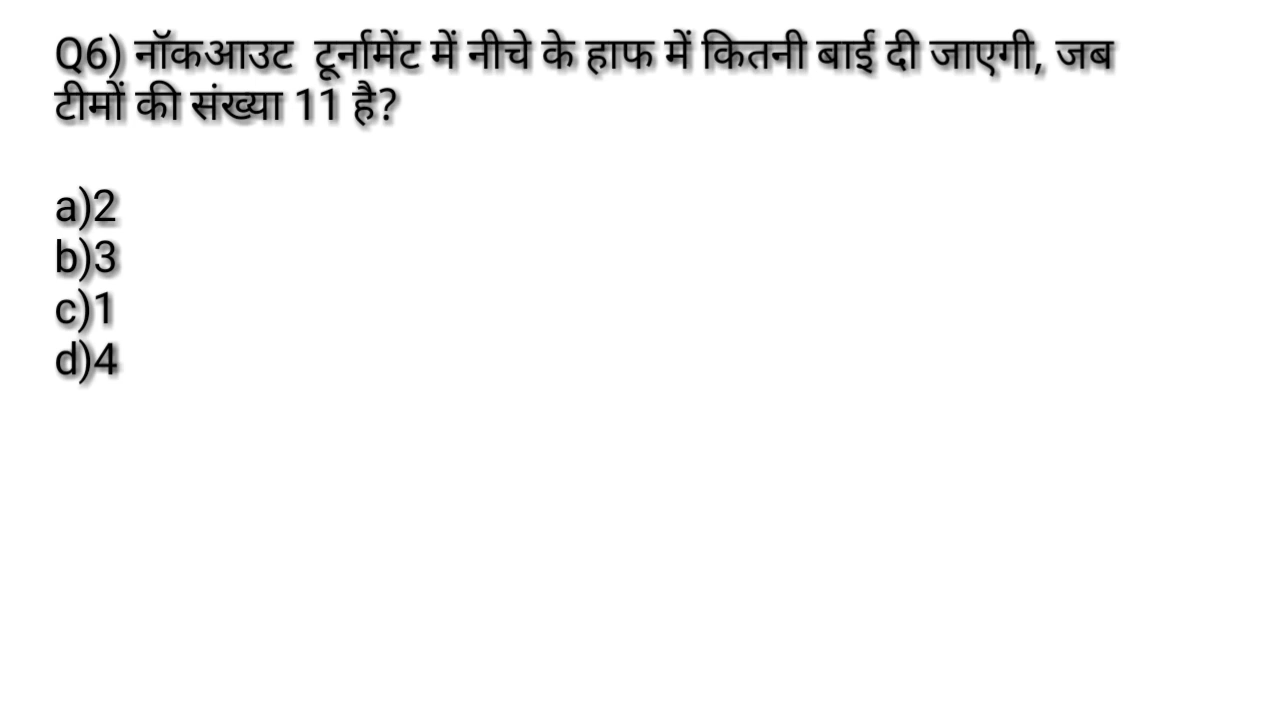 Q6) नॉकआउट टूर्नामेंट में नीचे के हाफ में कितनी बाई दी जाएगी, जब
टीमों की संख्या 11 है?
a)2
b)3
c)1
d)4